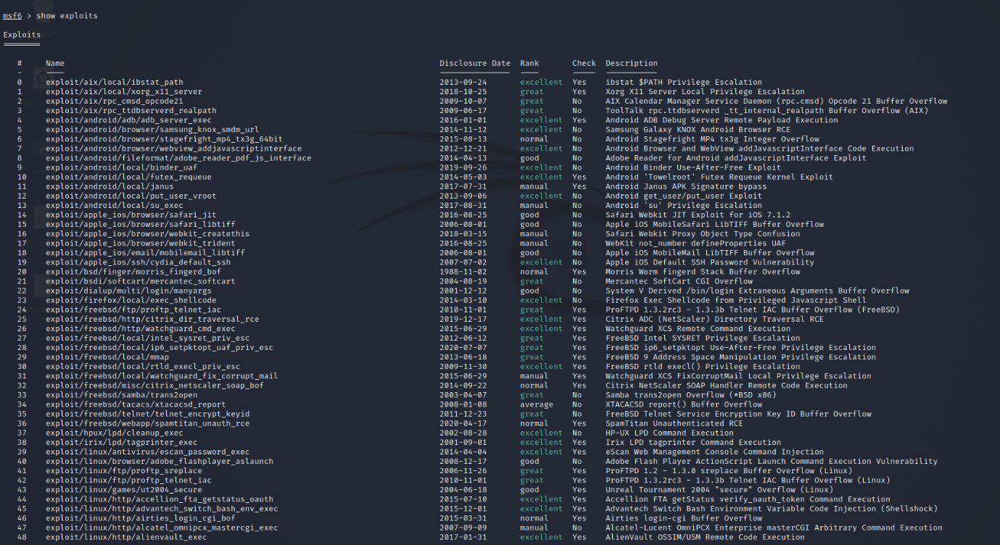 msf6 > show exploits
Exploits
# Name Disclosure Date Rank Check Description
0 exploit/aix/local/ibstat_path 2013-09-24 excellent Yes ibstat $PATH Privilege Escalation
1 exploit/aix/local/xorg_x11_server 2018-10-25 great Yes Xorg X11 Server Local Privilege Escalation
2 exploit/aix/rpc_cmsd_opcode21 2009-10-07 great No AIX Calendar Manager Service Daemon (rpc.cmsd) Opcode 21 Buffer Overflow
3 exploit/aix/rpc_ttdbserverd_realpath 2009-06-17 great No ToolTalk rpc.ttdbserverd _tt_internal_realpath Buffer Overflow (AIX)
4 exploit/android/adb/adb_server_exec 2016-01-01 excellent Yes Android ADB Debug Server Remote Payload Execution
5 exploit/android/browser/samsung_knox_smdm_url 2014-11-12 excellent No Samsung Galaxy KNOX Android Browser RCE
6 exploit/android/browser/stagefright_mp4_tx3g_64bit 2015-08-13 normal No Android Stagefright MP4 tx3g Integer Overflow
7 exploit/android/browser/webview_addjavascriptinterface 2012-12-21 excellent No Android Browser and WebView addJavascriptInterface Code Execution
8 exploit/android/fileformat/adobe_reader_pdf_js_interface 2014-04-13 good No Adobe Reader for Android addJavascriptInterface Exploit
9 exploit/android/local/binder_uaf 2019-09-26 excellent No Android Binder Use-After-Free Exploit
10 exploit/android/local/futex_requeue 2014-05-03 excellent Yes Android 'Towelroot' Futex Requeue Kernel Exploit
11 exploit/android/local/janus 2017-07-31 manual Yes Android Janus APK Signature bypass
12 exploit/android/local/put_user_vroot 2013-09-06 excellent No Android get_user/put_user Exploit
13 exploit/android/local/su_exec 2017-08-31 manual No Android 'su' Privilege Escalation
14 exploit/apple_ios/browser/safari_jit 2016-08-25 good No Safari Webkit JIT Exploit for iOS 7.1.2
15 exploit/apple_ios/browser/safari_libtiff 2006-08-01 good No Apple iOS MobileSafari LibTIFF Buffer Overflow
16 exploit/apple_ios/browser/webkit_createthis 2018-03-15 manual No Safari Webkit Proxy Object Type Confusion
17 exploit/apple_ios/browser/webkit_trident 2016-08-25 manual No WebKit not_number defineProperties UAF
18 exploit/apple_ios/email/mobilemail_libtiff 2006-08-01 good No Apple iOS MobileMail LibTIFF Buffer Overflow
19 exploit/apple_ios/ssh/cydia_default_ssh 2007-07-02 excellent No Apple iOS Default SSH Password Vulnerability
20 exploit/bsd/finger/morris_fingerd_bof 1988-11-02 normal Yes Morris Worm fingerd Stack Buffer Overflow
21 exploit/bsdi/softcart/mercantec_softcart 2004-08-19 great No Mercantec SoftCart CGI Overflow
22 exploit/dialup/multi/login/manyargs 2001-12-12 good No System V Derived /bin/login Extraneous Arguments Buffer Overflow
23 exploit/firefox/local/exec_shellcode 2014-03-10 excellent No Firefox Exec Shellcode from Privileged Javascript Shell
24 exploit/freebsd/ftp/proftp_telnet_iac 2010-11-01 great Yes ProFTPD 1.3.2rc3 - 1.3.3b Telnet IAC Buffer Overflow (FreeBSD)
25 exploit/freebsd/http/citrix_dir_traversal_rce 2019-12-17 excellent Yes Citrix ADC (NetScaler) Directory Traversal RCE
26 exploit/freebsd/http/watchguard_cmd_exec 2015-06-29 excellent Yes Watchguard XCS Remote Command Execution
27 exploit/freebsd/local/intel_sysret_priv_esc 2012-06-12 great Yes FreeBSD Intel SYSRET Privilege Escalation
28 exploit/freebsd/local/ip6_setpktopt_uaf_priv_esc 2020-07-07 great Yes FreeBSD ip6_setpktopt Use-After-Free Privilege Escalation
29 exploit/freebsd/local/mmap 2013-06-18 great Yes FreeBSD 9 Address Space Manipulation Privilege Escalation
30 exploit/freebsd/local/rtld_execl_priv_esc 2009-11-30 excellent Yes FreeBSD rtld execl() Privilege Escalation
31 exploit/freebsd/local/watchguard_fix_corrupt_mail 2015-06-29 manual Yes Watchguard XCS FixCorruptMail Local Privilege Escalation
32 exploit/freebsd/misc/citrix_netscaler_soap_bof 2014-09-22 normal Yes Citrix NetScaler SOAP Handler Remote Code Execution
33 exploit/freebsd/samba/trans2open 2003-04-07 great No Samba trans2open Overflow (*BSD x86)
34 exploit/freebsd/tacacs/xtacacsd_report 2008-01-08 average No XTACACSD report() Buffer Overflow
35 exploit/freebsd/telnet/telnet_encrypt_keyid 2011-12-23 great No FreeBSD Telnet Service Encryption Key ID Buffer Overflow
36 exploit/freebsd/webapp/spamtitan_unauth_rce 2020-04-17 normal Yes SpamTitan Unauthenticated RCE
37 exploit/hpux/lpd/cleanup_exec 2002-08-28 excellent No HP-UX LPD Command Execution
38 exploit/irix/lpd/tagprinter_exec 2001-09-01 excellent Yes Irix LPD tagprinter Command Execution
39 exploit/linux/antivirus/escan_password_exec 2014-04-04 excellent Yes eScan Web Management Console Command Injection
40 exploit/linux/browser/adobe_flashplayer_aslaunch 2008-12-17 good No Adobe Flash Player ActionScript Launch Command Execution Vulnerability
41 exploit/linux/ftp/proftp_sreplace 2006-11-26 great Yes ProFTPD 1.2 - 1.3.0 sreplace Buffer Overflow (Linux)
42 exploit/linux/ftp/proftp_telnet_iac 2010-11-01 great Yes ProFTPD 1.3.2rc3 - 1.3.3b Telnet IAC Buffer Overflow (Linux)
43 exploit/linux/games/ut2004_secure 2004-06-18 good Yes Unreal Tournament 2004 "secure" Overflow (Linux)
44 exploit/linux/http/accellion_fta_getstatus_oauth 2015-07-10 excellent Yes Accellion FTA getStatus verify_oauth_token Command Execution
45 exploit/linux/http/advantech_switch_bash_env_exec 2015-12-01 excellent Yes Advantech Switch Bash Environment Variable Code Injection (Shellshock)
46 exploit/linux/http/airties_login_cgi_bof 2015-03-31 normal Yes Airties login-cgi Buffer Overflow
47 exploit/linux/http/alcatel_omnipcx_mastercgi_exec 2007-09-09 manual No Alcatel-Lucent OmniPCX Enterprise masterCGI Arbitrary Command Execution
48 exploit/linux/http/alienvault_exec 2017-01-31 excellent Yes AlienVault OSSIM/USM Remote Code Execution